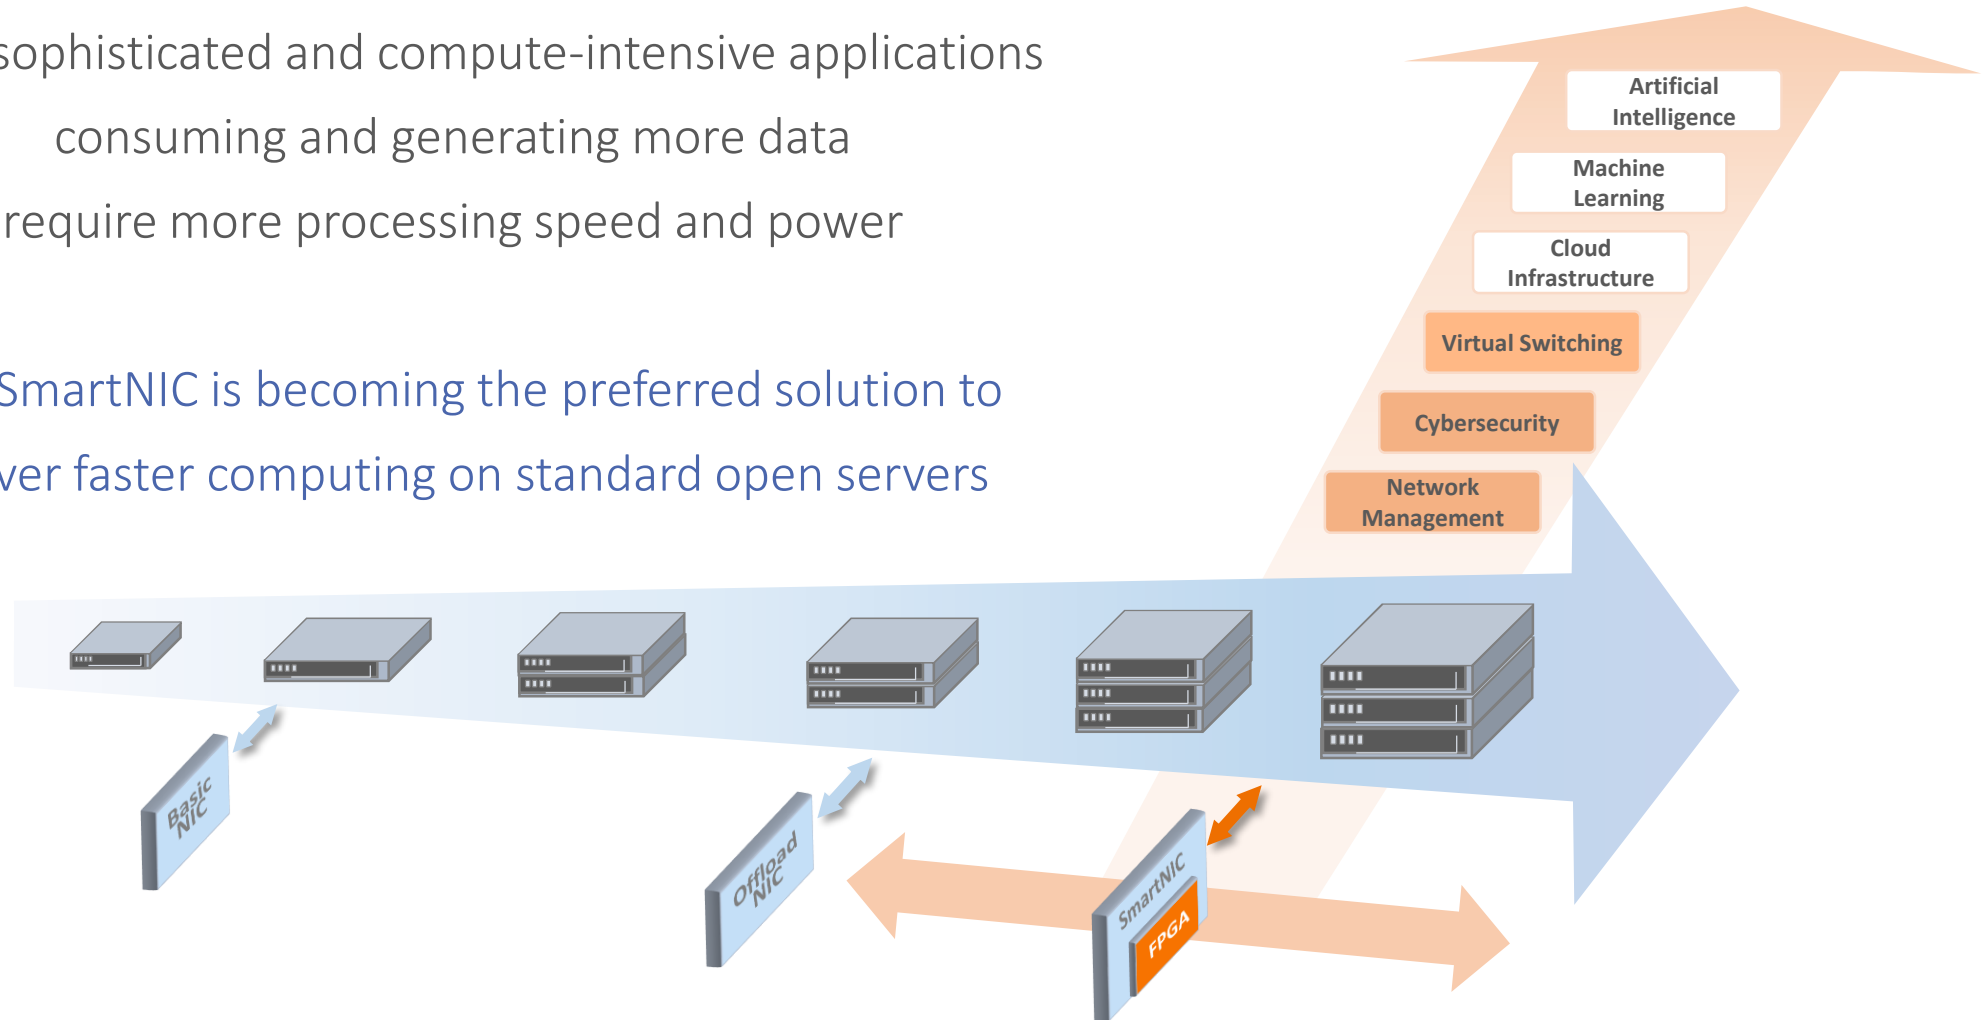 sophisticated and compute-intensive applications
consuming and generating more data
require more processing speed and power
SmartNIC is becoming the preferred solution to
ver faster computing on standard open servers
Artificial
Intelligence
Machine
Learning
Cloud
Infrastructure
Virtual Switching
Cybersecurity
Network
Management
Basic
NIC
Offload
NIC
SmartNIC
FPGA